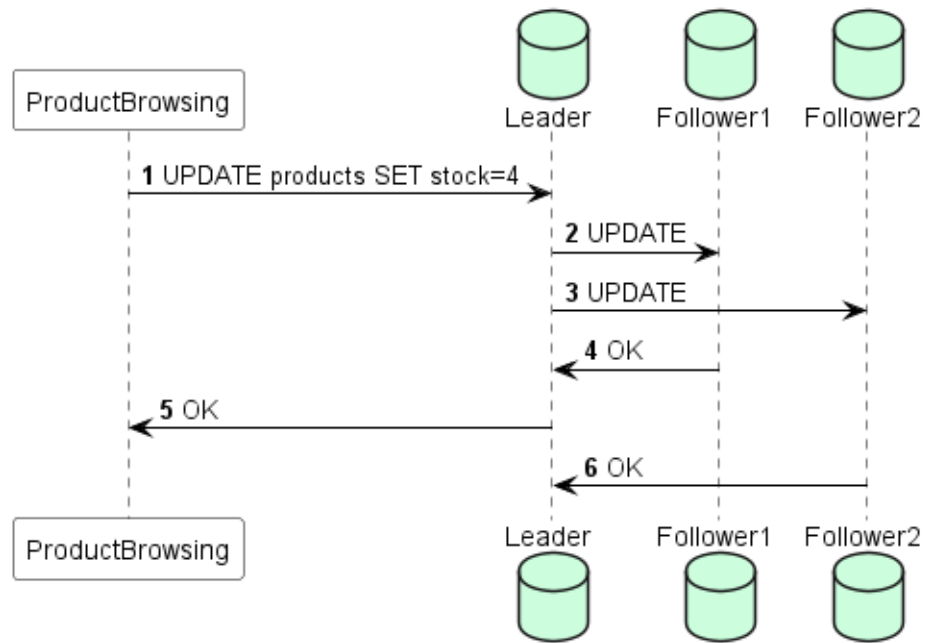 ProductBrowsing
Leader
Follower1
Follower2
1 UPDATE products SET stock=4
2 UPDATE
3 UPDATE
4 OK
5 OK
6 OK
ProductBrowsing
Leader
Follower1
Follower2